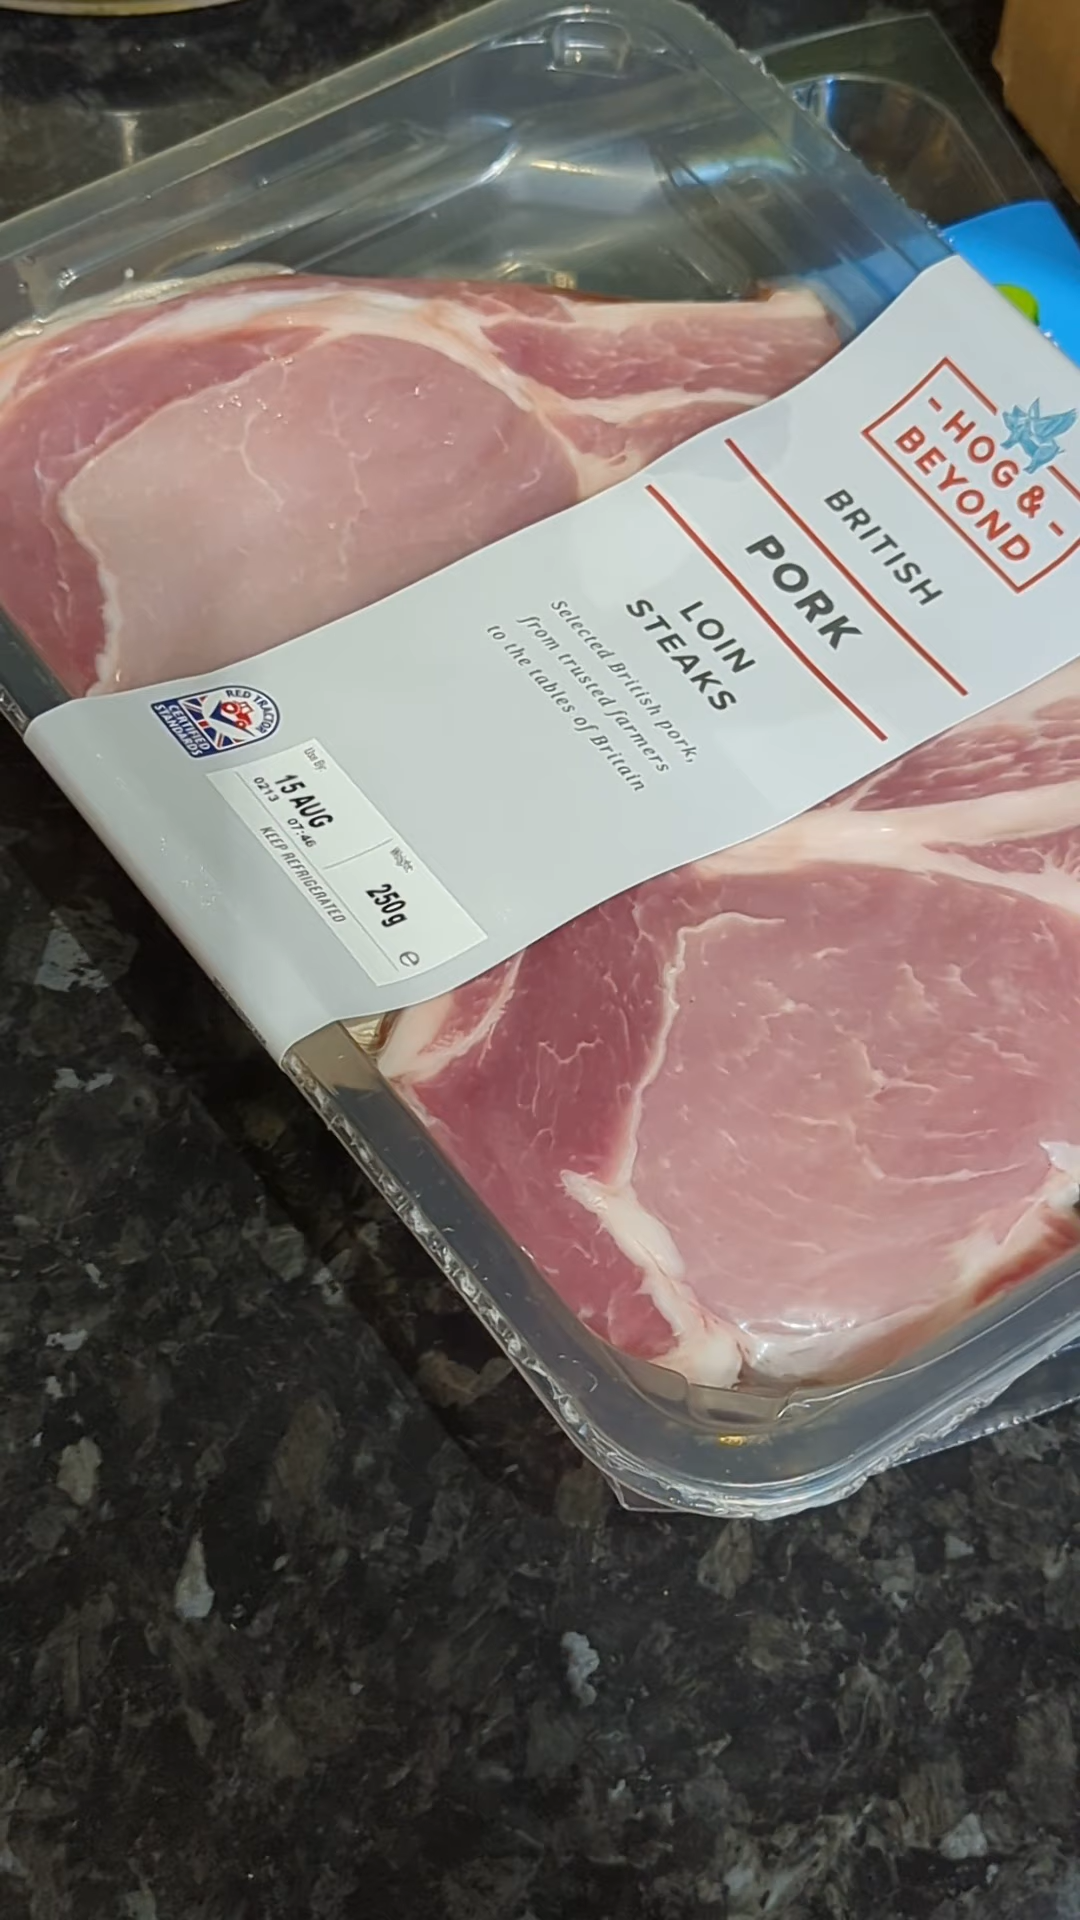 -HOG &-
BEYOND
BRITISH
PORK
LOIN
STEAKS
Selected British pork,
from trusted farmers
to the tables of Britain
RED TRACTOR
CERTIFIED
STANDARDS
Use By:
15 AUG
0213 07:46
KEEP REFRIGERATED
Weight:
250g e